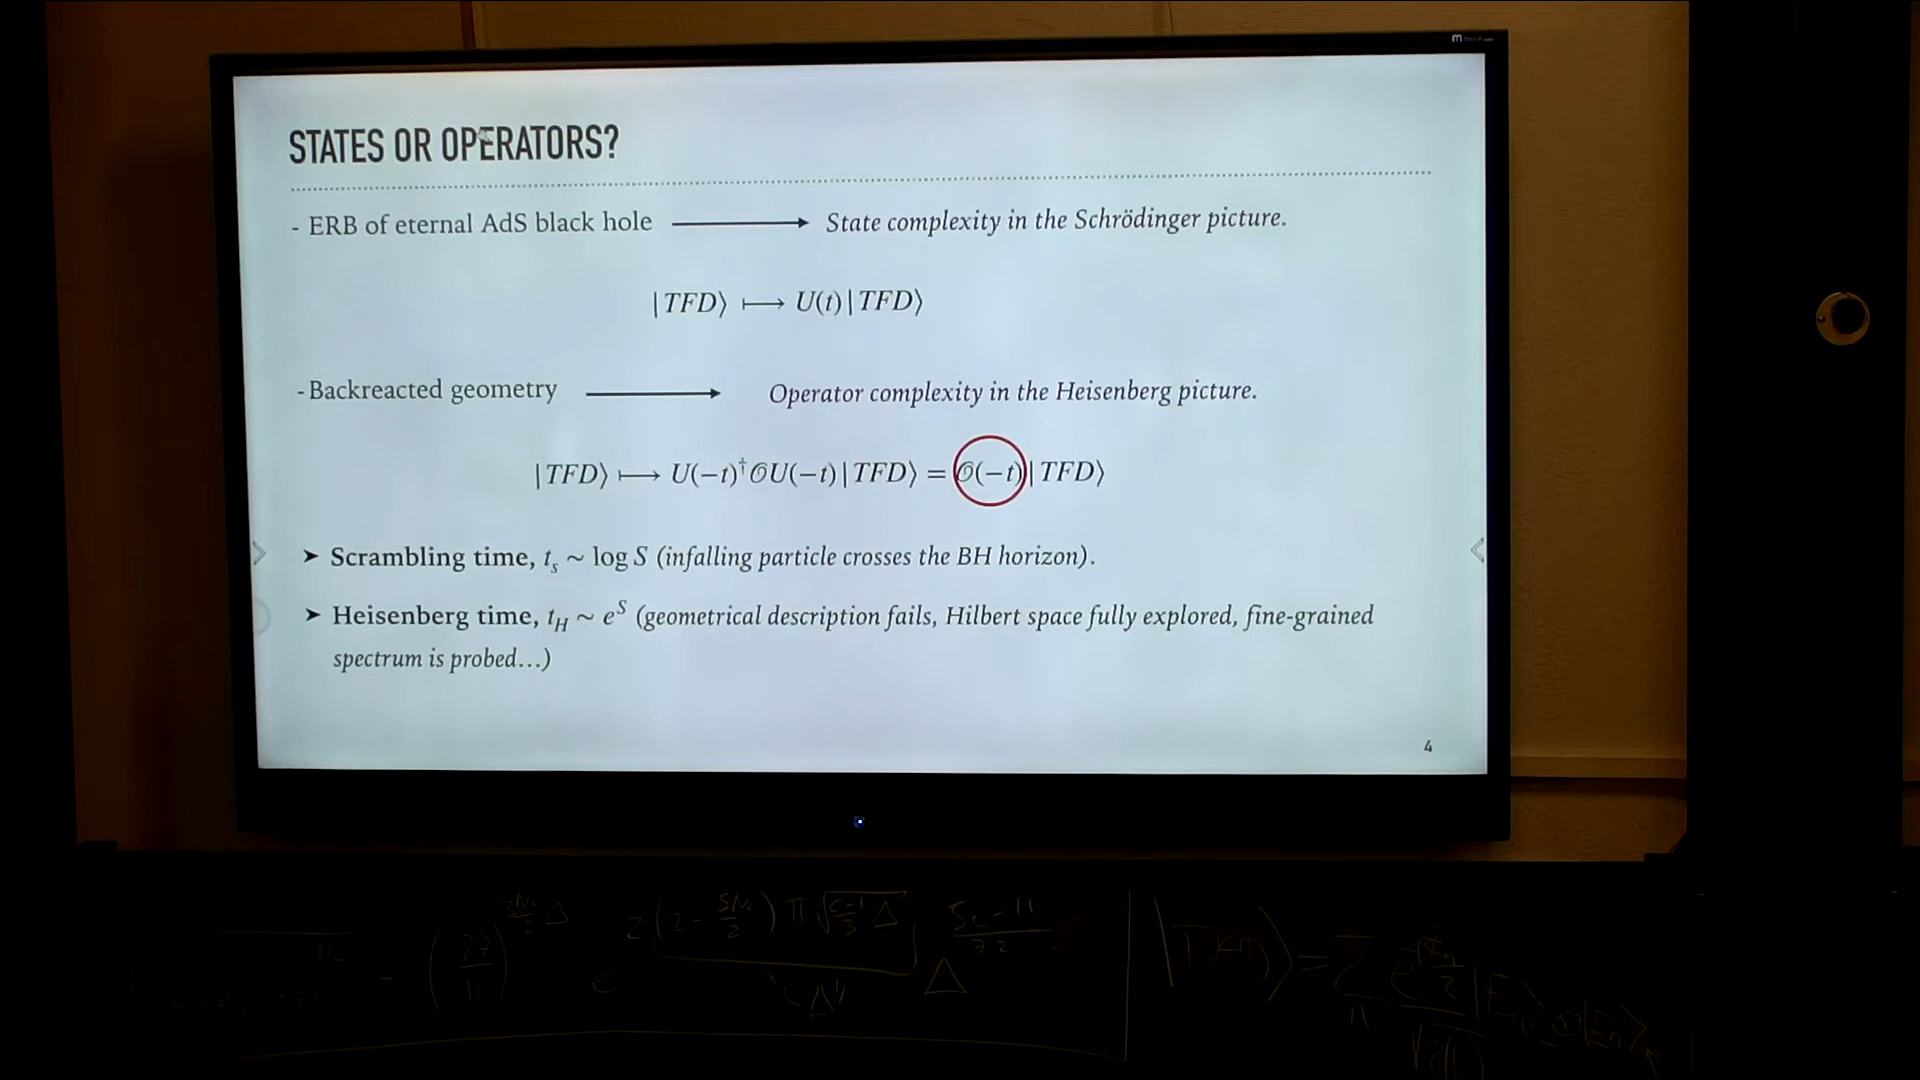 STATES OR OPERATORS?
- ERB of eternal AdS black hole ⟶ State complexity in the Schrödinger picture.
|TFD⟩ ⟼ U(t)|TFD⟩
- Backreacted geometry ⟶ Operator complexity in the Heisenberg picture.
|TFD⟩ ⟼ U(−t)†𝒪U(−t)|TFD⟩ = 𝒪(−t)|TFD⟩
➤ Scrambling time, tₛ ~ log S (infalling particle crosses the BH horizon).
➤ Heisenberg time, t_H ~ e^S (geometrical description fails, Hilbert space fully explored, fine-grained
spectrum is probed…)
4